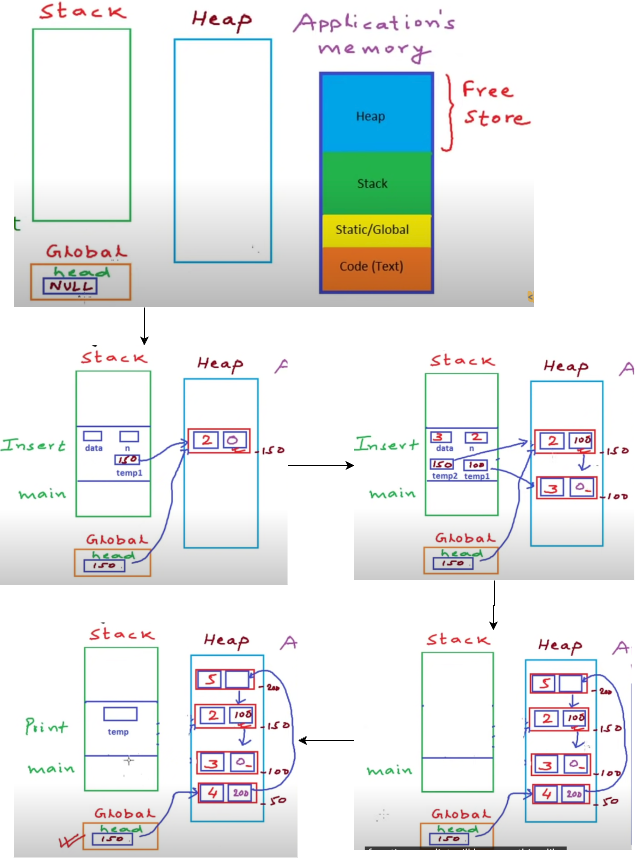 Stack
Heap
Application's
memory
Free
Store
Heap
Stack
Static/Global
Code (Text)
t
Global
head
NULL
Stack
Heap
A
Insert
data
n
150
temp1
2
0
150
main
Global
head
150
Stack
Heap
A
Insert
3
2
data
n
150
100
temp2
temp1
2
100
150
3
0
100
main
Global
head
150
Stack
Heap
A
Print
temp
main
5
200
2
100
150
3
0
100
4
200
50
Global
head
150
Stack
Heap
A
main
5
200
2
100
150
3
0
100
4
200
50
Global
head
150